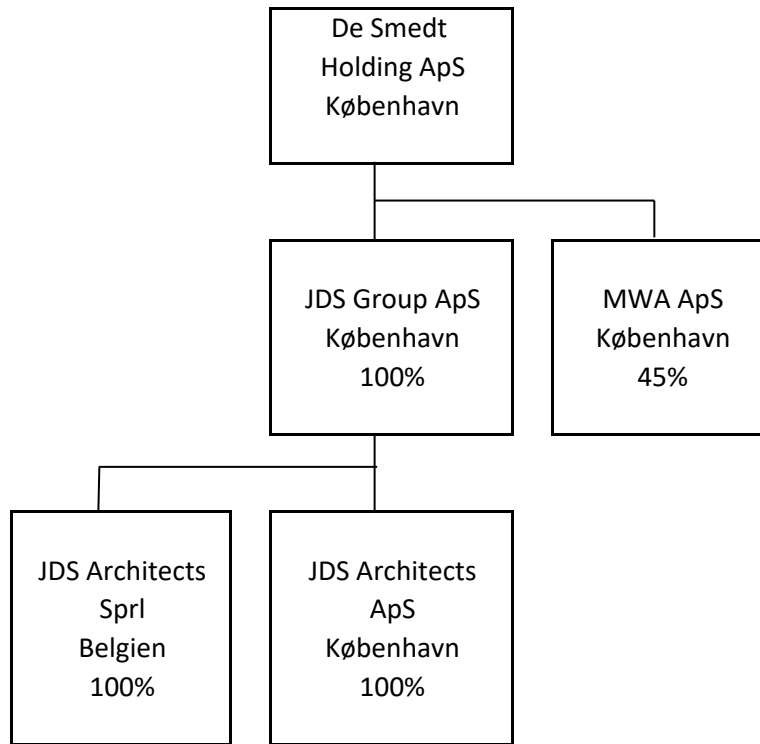 De Smedt
Holding ApS
København
JDS Group ApS
København
100%
MWA ApS
København
45%
JDS Architects
Sprl
Belgien
100%
JDS Architects
ApS
København
100%